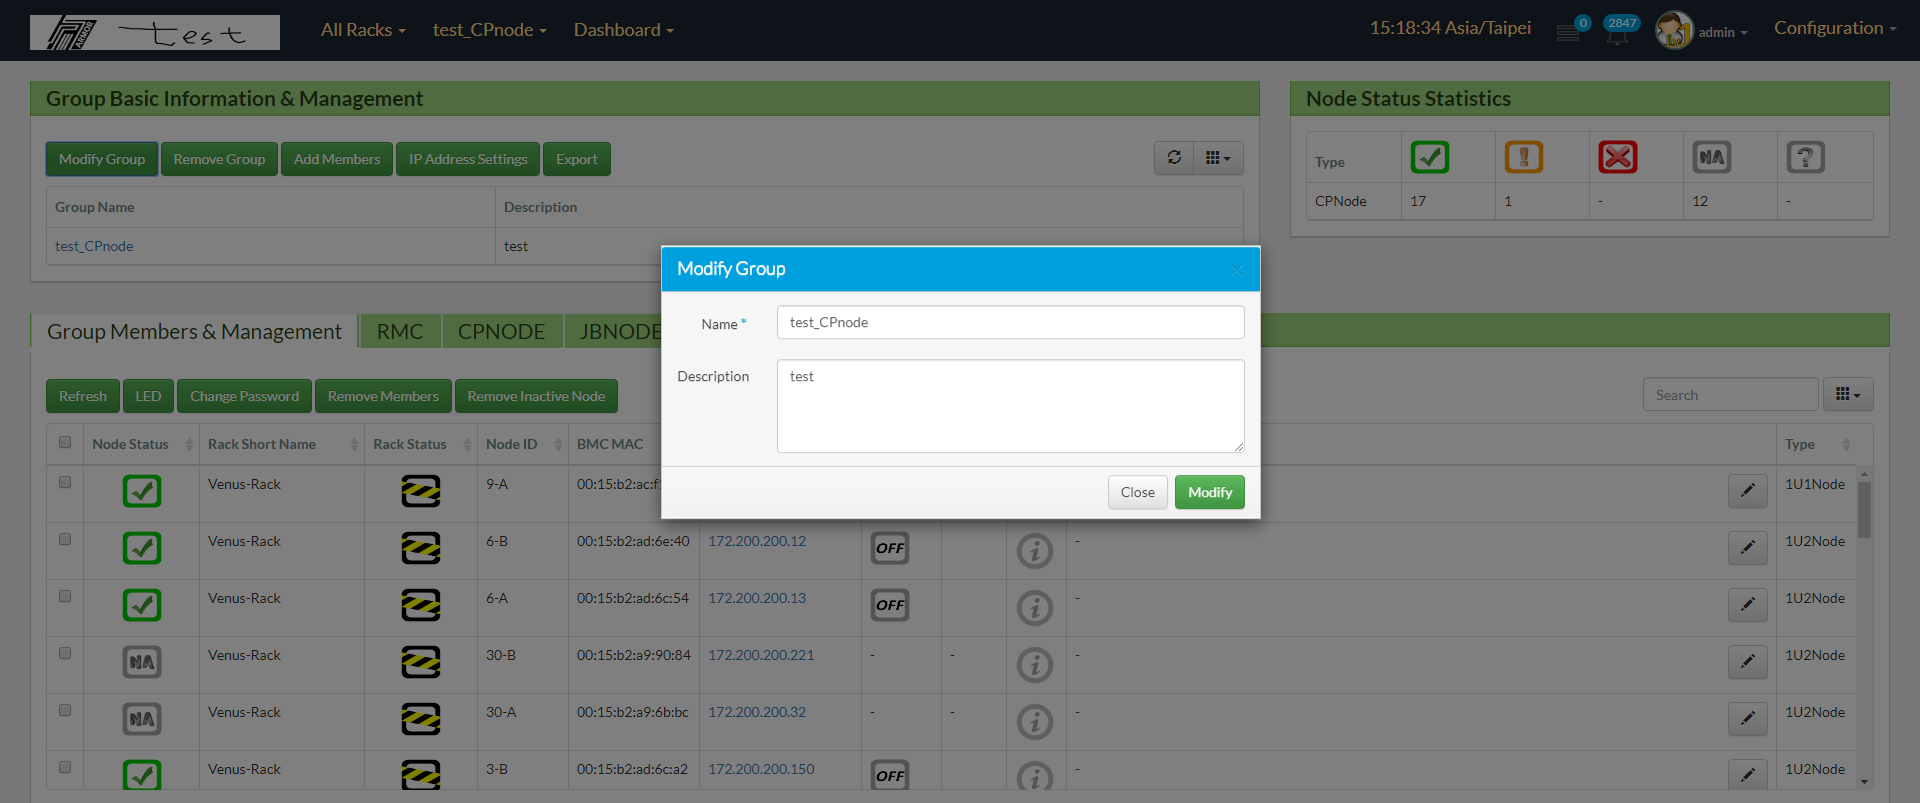 ARMOR test All Racks test_CPnode Dashboard 15:18:34 Asia/Taipei 0 2847 admin Configuration
Group Basic Information & Management
Modify Group Remove Group Add Members IP Address Settings Export
Group Name Description
test_CPnode test
Node Status Statistics
Type NA ?
CPNode 17 1 - 12 -
Modify Group
Name * test_CPnode
Description test
Close Modify
Group Members & Management RMC CPNODE JBNODE
Refresh LED Change Password Remove Members Remove Inactive Node Search
Node Status Rack Short Name Rack Status Node ID BMC MAC Type
Venus-Rack 9-A 00:15:b2:ac:f 1U1Node
Venus-Rack 6-B 00:15:b2:ad:6e:40 172.200.200.12 OFF i - 1U2Node
Venus-Rack 6-A 00:15:b2:ad:6c:54 172.200.200.13 OFF i - 1U2Node
NA Venus-Rack 30-B 00:15:b2:a9:90:84 172.200.200.221 - - i - 1U2Node
NA Venus-Rack 30-A 00:15:b2:a9:6b:bc 172.200.200.32 - - i - 1U2Node
Venus-Rack 3-B 00:15:b2:ad:6c:a2 172.200.200.150 OFF i - 1U2Node